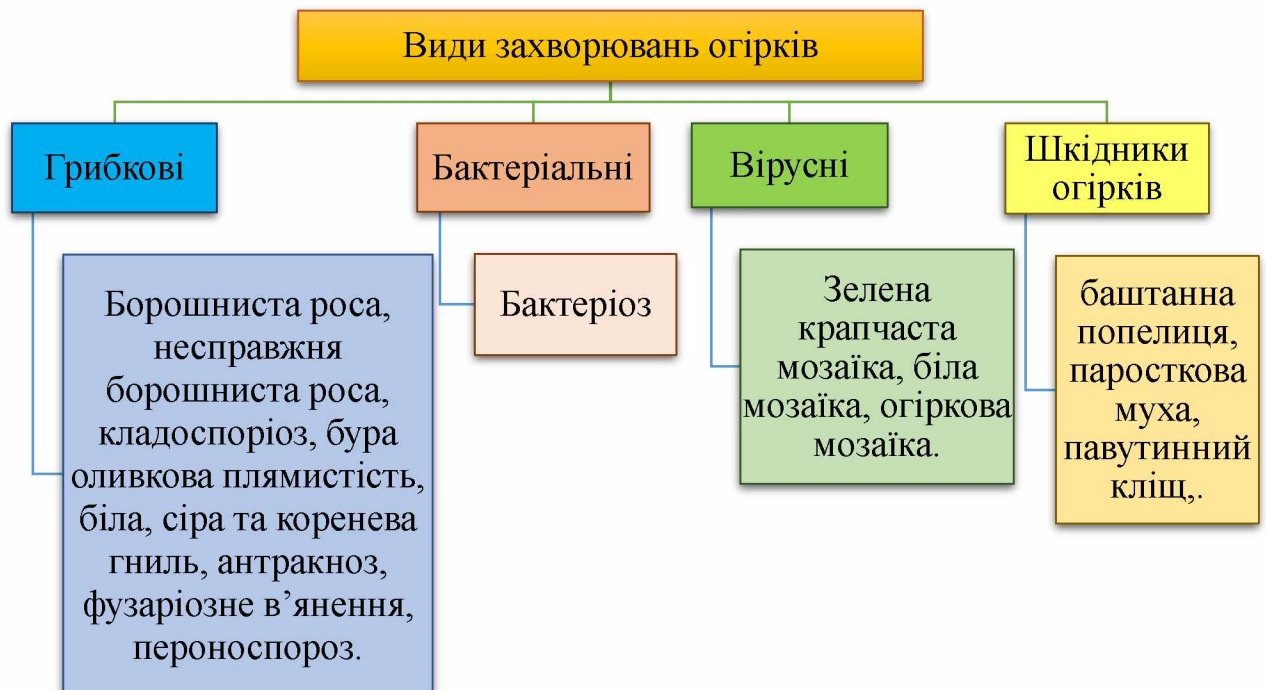 Види захворювань огірків
Грибкові
Бактеріальні
Вірусні
Шкідники
огірків
Борошниста роса,
несправжня
борошниста роса,
кладоспоріоз, бура
оливкова плямистість,
біла, сіра та коренева
гниль, антракноз,
фузаріозне в’янення,
пероноспороз.
Бактеріоз
Зелена
крапчаста
мозаїка, біла
мозаїка, огіркова
мозаїка.
баштанна
попелиця,
паросткова
муха,
павутинний
кліщ,.